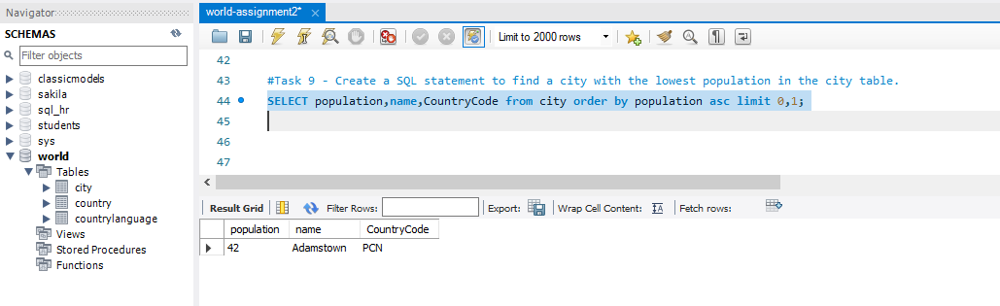 Navigator
world-assignment2*
SCHEMAS
Filter objects
classicmodels
sakila
sql_hr
students
sys
world
Tables
city
country
countrylanguage
Views
Stored Procedures
Functions
Limit to 2000 rows
42
43 #Task 9 - Create a SQL statement to find a city with the lowest population in the city table.
44 SELECT population,name,CountryCode from city order by population asc limit 0,1;
45
46
47
Result Grid Filter Rows: Export: Wrap Cell Content: Fetch rows:
population name CountryCode
42 Adamstown PCN